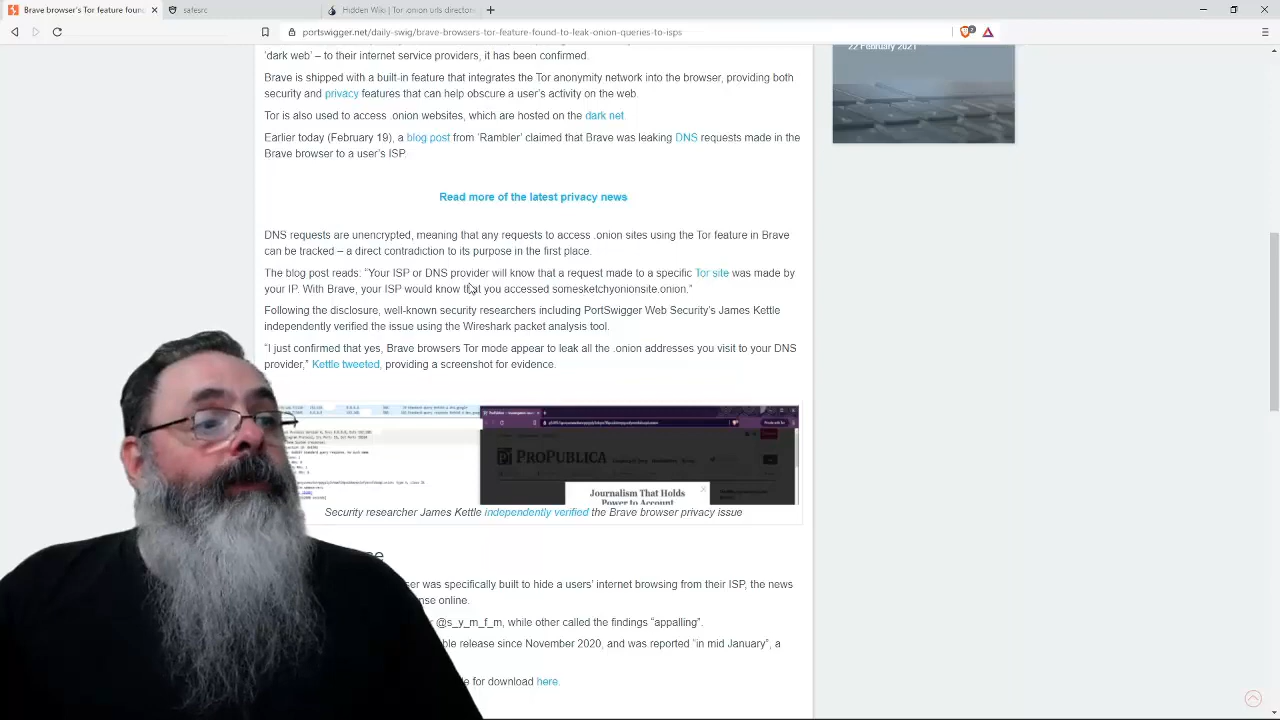 Brave browser's Tor feature foun
safesrc
Hidden Wiki | Tor .onion urls directori
portswigger.net/daily-swig/brave-browsers-tor-feature-found-to-leak-onion-queries-to-isps
22 February 2021
'dark web' – to their internet service providers, it has been confirmed.
Brave is shipped with a built-in feature that integrates the Tor anonymity network into the browser, providing both
security and privacy features that can help obscure a user's activity on the web.
Tor is also used to access .onion websites, which are hosted on the dark net.
Earlier today (February 19), a blog post from 'Rambler' claimed that Brave was leaking DNS requests made in the
Brave browser to a user's ISP.
Read more of the latest privacy news
DNS requests are unencrypted, meaning that any requests to access .onion sites using the Tor feature in Brave
can be tracked – a direct contradiction to its purpose in the first place.
The blog post reads: “Your ISP or DNS provider will know that a request made to a specific Tor site was made by
your IP. With Brave, your ISP would know that you accessed somesketchyonionsite.onion.”
Following the disclosure, well-known security researchers including PortSwigger Web Security's James Kettle
independently verified the issue using the Wireshark packet analysis tool.
“I just confirmed that yes, Brave browsers Tor mode appear to leak all the .onion addresses you visit to your DNS
provider,” Kettle tweeted, providing a screenshot for evidence.
PROPUBLICA
Journalism That Holds
Power to Account
Security researcher James Kettle independently verified the Brave browser privacy issue
ser was specifically built to hide a users' internet browsing from their ISP, the news
nse online.
@s_y_m_f_m, while other called the findings “appalling”.
ble release since November 2020, and was reported “in mid January”, a
e for download here.